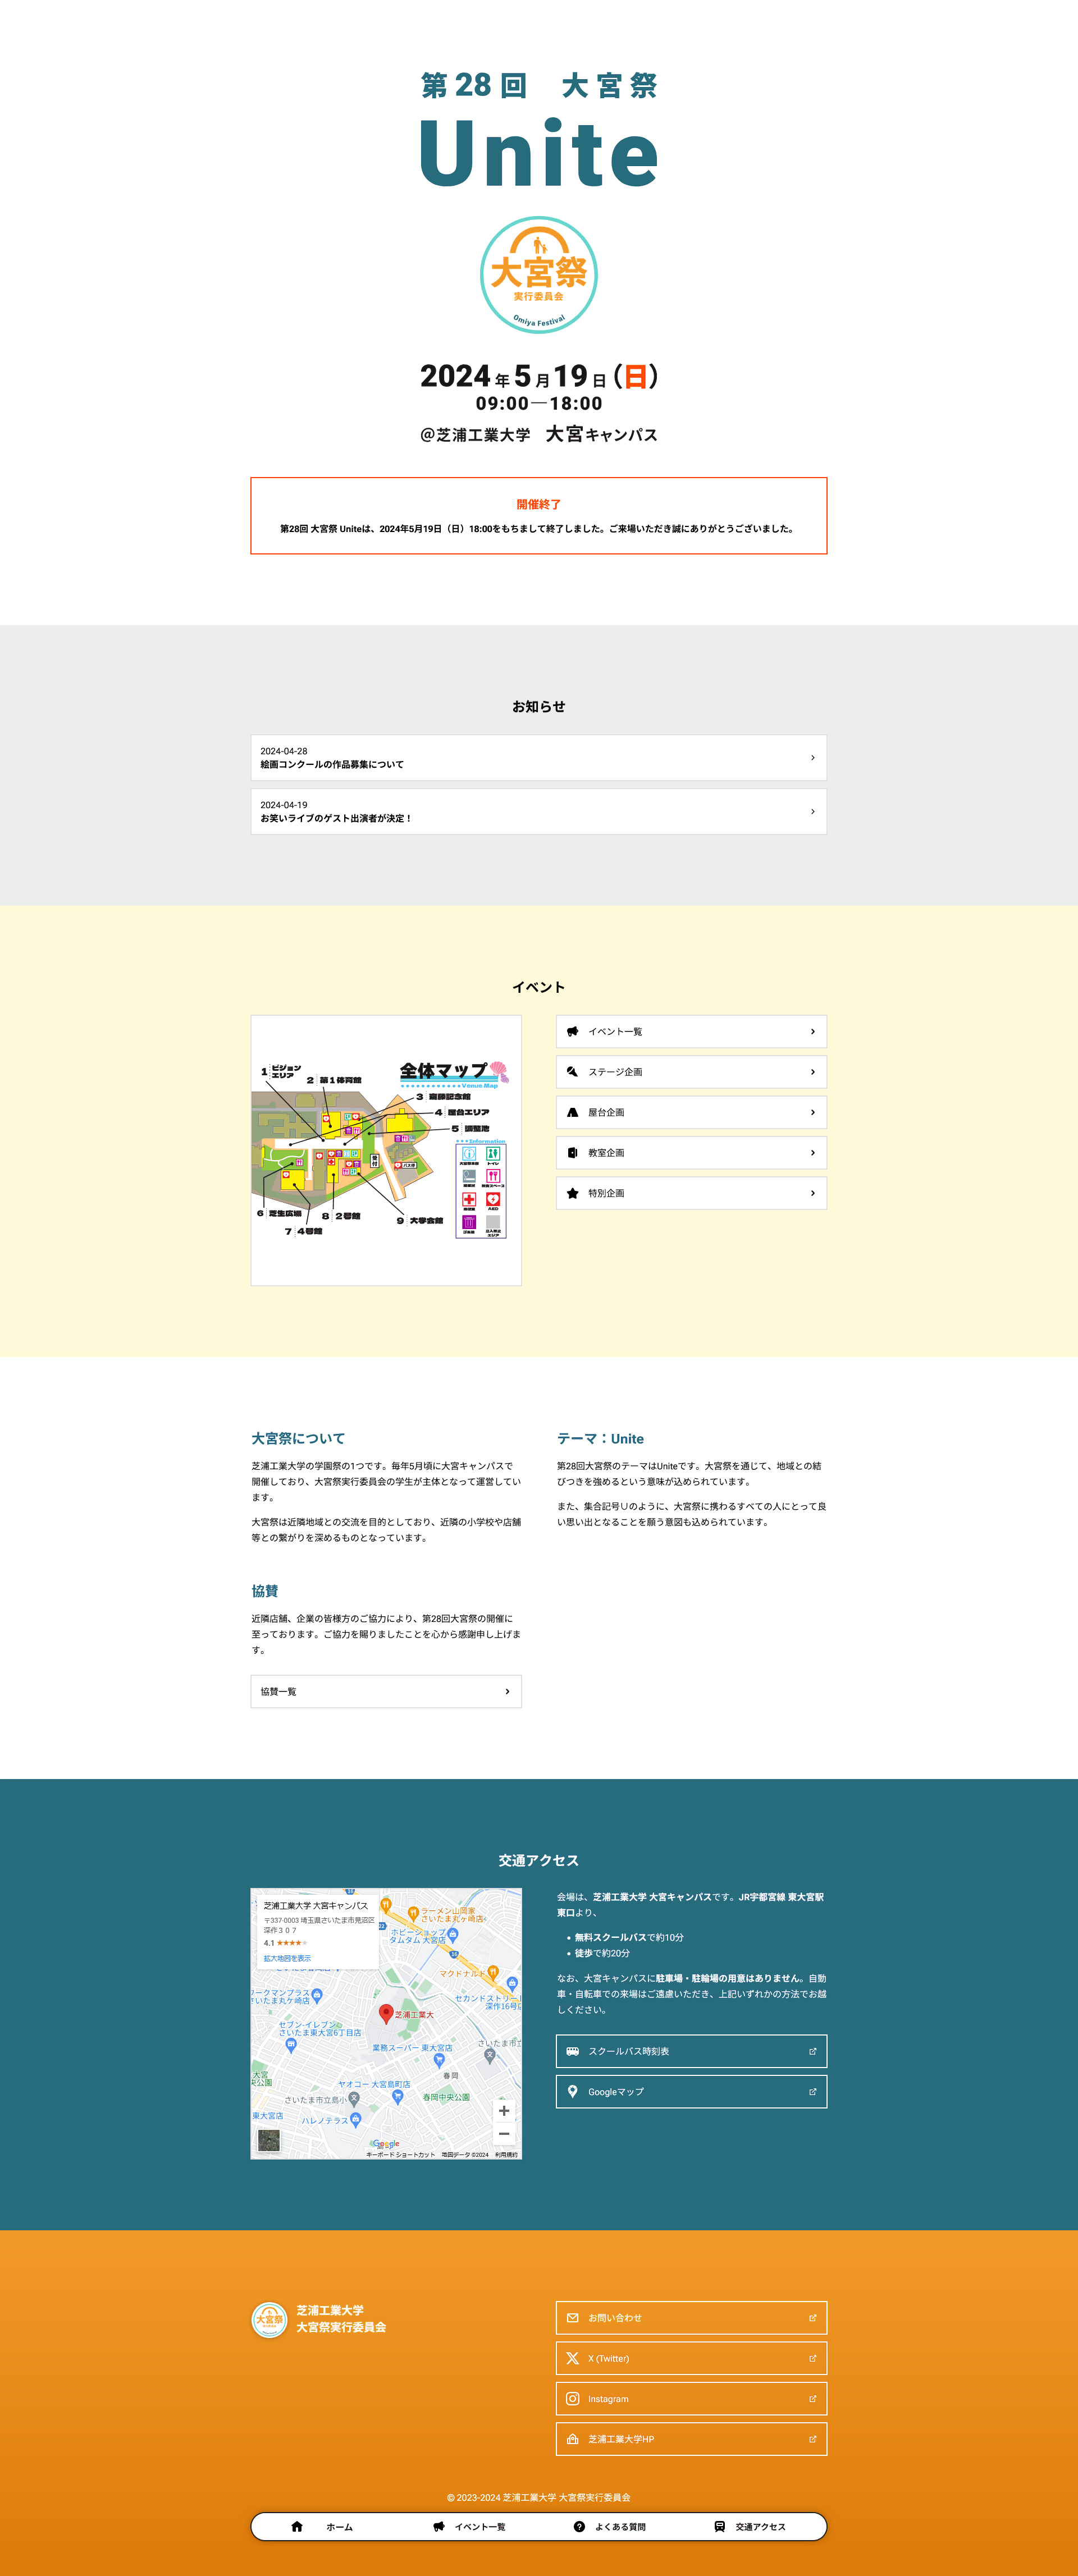 第28回　大宮祭
Unite
大宮祭
実行委員会
Omiya Festival
2024年5月19日(日)
09:00—18:00
@芝浦工業大学 大宮キャンパス
開催終了
第28回 大宮祭 Uniteは、2024年5月19日（日）18:00をもちまして終了しました。ご来場いただき誠にありがとうございました。
お知らせ
2024-04-28
絵画コンクールの作品募集について
2024-04-19
お笑いライブのゲスト出演者が決定！
イベント
全体マップ
Venue Map
1 ビジョンエリア
2 第1体育館
3 齋藤記念館
4 屋台エリア
5 調整池
6 芝生広場
7 4号館
8 2号館
9 大学会館
受付
バス停
Information
トイレ
AED
イベント一覧
ステージ企画
屋台企画
教室企画
特別企画
大宮祭について
芝浦工業大学の学園祭の1つです。毎年5月頃に大宮キャンパスで
開催しており、大宮祭実行委員会の学生が主体となって運営してい
ます。
大宮祭は近隣地域との交流を目的としており、近隣の小学校や店舗
等との繋がりを深めるものとなっています。
テーマ：Unite
第28回大宮祭のテーマはUniteです。大宮祭を通じて、地域との結
びつきを強めるという意味が込められています。
また、集合記号∪のように、大宮祭に携わるすべての人にとって良
い思い出となることを願う意図も込められています。
協賛
近隣店舗、企業の皆様方のご協力により、第28回大宮祭の開催に
至っております。ご協力を賜りましたことを心から感謝申し上げま
す。
協賛一覧
交通アクセス
芝浦工業大学 大宮キャンパス
〒337-0003 埼玉県さいたま市見沼区
深作３０７
4.1 ★★★★★
拡大地図を表示
ラーメン山岡家
さいたま丸ヶ崎店
ホビーショップ
タムタム 大宮店
マクドナルド
ワークマンプラス
さいたま丸ケ崎店
セカンドストリート
深作16号店
芝浦工業大
セブン-イレブン
さいたま東大宮6丁目店
業務スーパー 東大宮店
さいたま市立
春岡
ヤオコー 大宮島町店
さいたま市立島小
春岡中央公園
東大宮店
ハレノテラス
Google
キーボード ショートカット
地図データ ©2024
利用規約
会場は、芝浦工業大学 大宮キャンパスです。JR宇都宮線 東大宮駅
東口より、
• 無料スクールバスで約10分
• 徒歩で約20分
なお、大宮キャンパスに駐車場・駐輪場の用意はありません。自動
車・自転車での来場はご遠慮いただき、上記いずれかの方法でお越
しください。
スクールバス時刻表
Googleマップ
芝浦工業大学
大宮祭実行委員会
お問い合わせ
X (Twitter)
Instagram
芝浦工業大学HP
© 2023-2024 芝浦工業大学 大宮祭実行委員会
ホーム
イベント一覧
よくある質問
交通アクセス